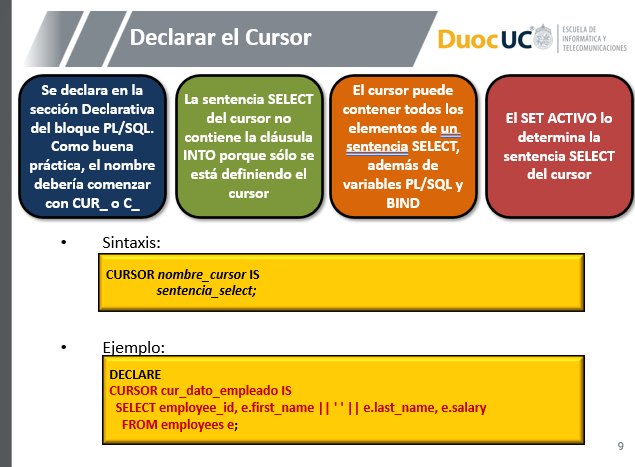 Declarar el Cursor
DuocUC
ESCUELA DE
INFORMÁTICA Y
TELECOMUNICACIONES
Se declara en la
sección Declarativa
del bloque PL/SQL.
Como buena
práctica, el nombre
debería comenzar
con CUR_ o C_
La sentencia SELECT
del cursor no
contiene la cláusula
INTO porque sólo se
está definiendo el
cursor
El cursor puede
contener todos los
elementos de un
sentencia SELECT,
además de
variables PL/SQL y
BIND
El SET ACTIVO lo
determina la
sentencia SELECT
del cursor
• Sintaxis:
CURSOR nombre_cursor IS
sentencia_select;
• Ejemplo:
DECLARE
CURSOR cur_dato_empleado IS
SELECT employee_id, e.first_name || ' ' || e.last_name, e.salary
FROM employees e;
9